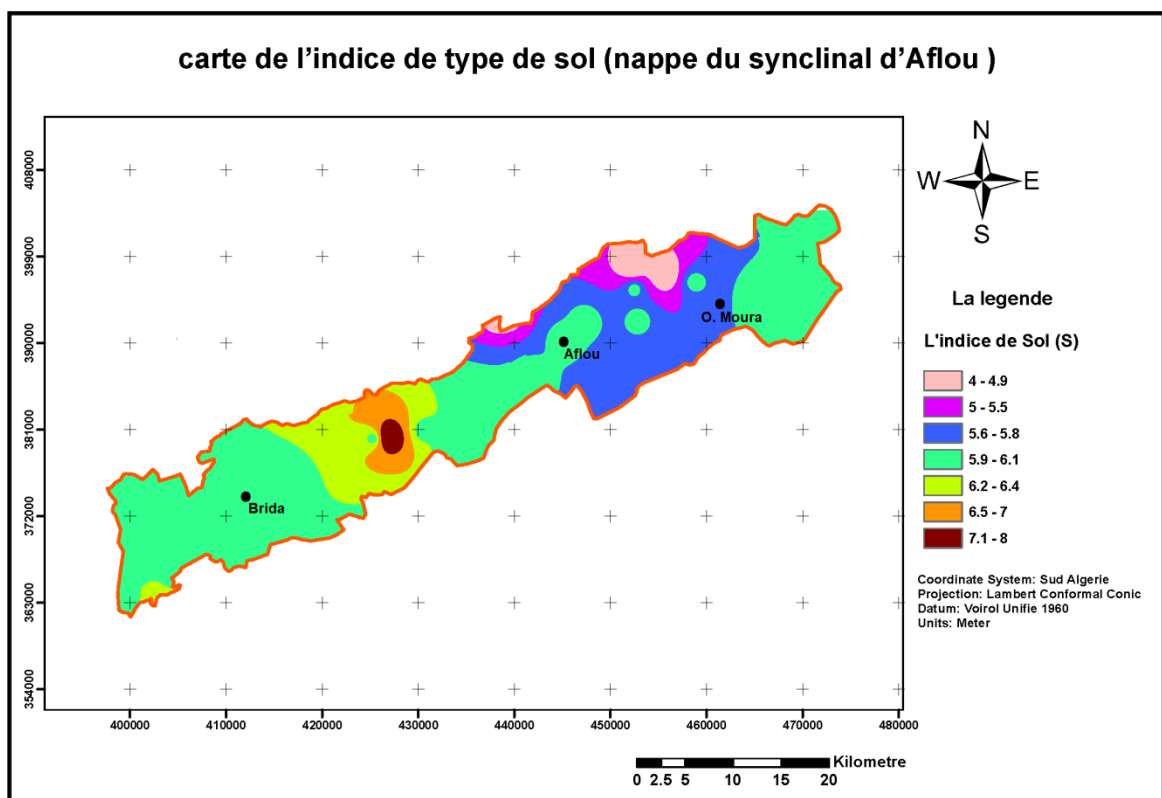 carte de l'indice de type de sol (nappe du synclinal d'Aflou )
408000
399000
390000
381000
372000
363000
354000
400000
410000
420000
430000
440000
450000
460000
470000
480000
O. Moura
Aflou
Brida
N
W
E
S
La legende
L'indice de Sol (S)
4 - 4.9
5 - 5.5
5.6 - 5.8
5.9 - 6.1
6.2 - 6.4
6.5 - 7
7.1 - 8
Coordinate System: Sud Algerie
Projection: Lambert Conformal Conic
Datum: Voirol Unifie 1960
Units: Meter
Kilometre
0 2.5 5 10 15 20